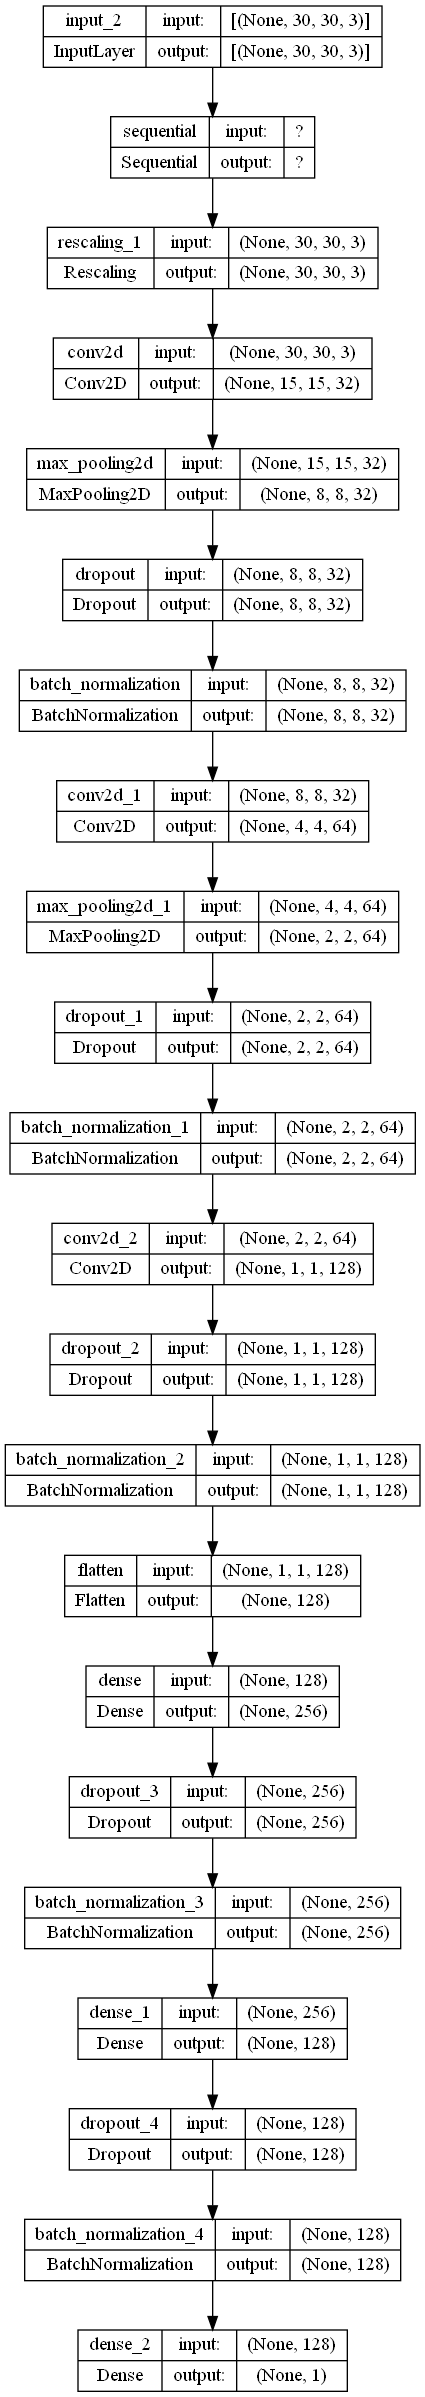 input_2 input: [(None, 30, 30, 3)]
InputLayer output: [(None, 30, 30, 3)]
sequential input: ?
Sequential output: ?
rescaling_1 input: (None, 30, 30, 3)
Rescaling output: (None, 30, 30, 3)
conv2d input: (None, 30, 30, 3)
Conv2D output: (None, 15, 15, 32)
max_pooling2d input: (None, 15, 15, 32)
MaxPooling2D output: (None, 8, 8, 32)
dropout input: (None, 8, 8, 32)
Dropout output: (None, 8, 8, 32)
batch_normalization input: (None, 8, 8, 32)
BatchNormalization output: (None, 8, 8, 32)
conv2d_1 input: (None, 8, 8, 32)
Conv2D output: (None, 4, 4, 64)
max_pooling2d_1 input: (None, 4, 4, 64)
MaxPooling2D output: (None, 2, 2, 64)
dropout_1 input: (None, 2, 2, 64)
Dropout output: (None, 2, 2, 64)
batch_normalization_1 input: (None, 2, 2, 64)
BatchNormalization output: (None, 2, 2, 64)
conv2d_2 input: (None, 2, 2, 64)
Conv2D output: (None, 1, 1, 128)
dropout_2 input: (None, 1, 1, 128)
Dropout output: (None, 1, 1, 128)
batch_normalization_2 input: (None, 1, 1, 128)
BatchNormalization output: (None, 1, 1, 128)
flatten input: (None, 1, 1, 128)
Flatten output: (None, 128)
dense input: (None, 128)
Dense output: (None, 256)
dropout_3 input: (None, 256)
Dropout output: (None, 256)
batch_normalization_3 input: (None, 256)
BatchNormalization output: (None, 256)
dense_1 input: (None, 256)
Dense output: (None, 128)
dropout_4 input: (None, 128)
Dropout output: (None, 128)
batch_normalization_4 input: (None, 128)
BatchNormalization output: (None, 128)
dense_2 input: (None, 128)
Dense output: (None, 1)